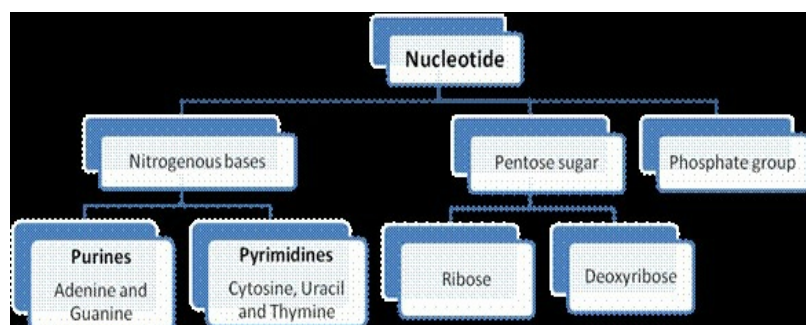 Nucleotide
Nitrogenous bases
Pentose sugar
Phosphate group
Purines
Adenine and
Guanine
Pyrimidines
Cytosine, Uracil
and Thymine
Ribose
Deoxyribose